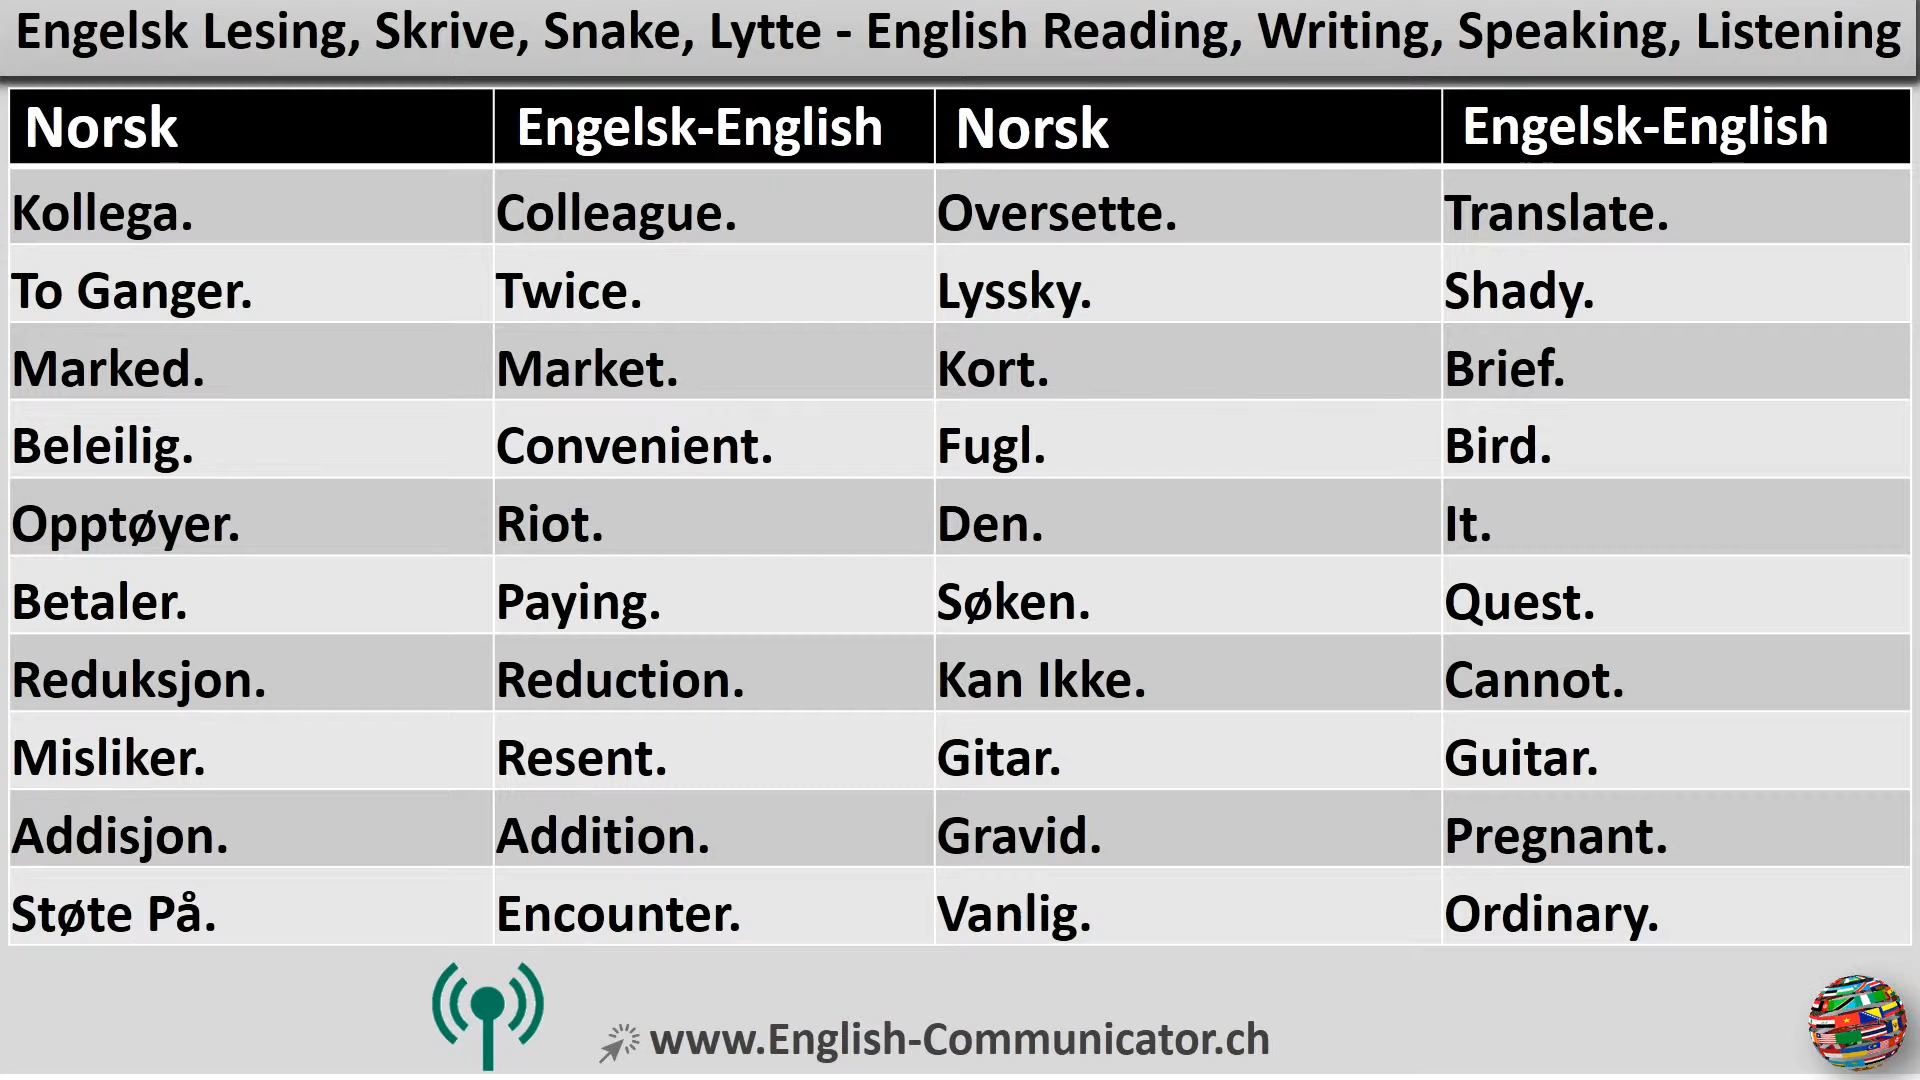 Engelsk Lesing, Skrive, Snake, Lytte - English Reading, Writing, Speaking, Listening
Norsk Engelsk-English Norsk Engelsk-English
Kollega. Colleague. Oversette. Translate.
To Ganger. Twice. Lyssky. Shady.
Marked. Market. Kort. Brief.
Beleilig. Convenient. Fugl. Bird.
Opptøyer. Riot. Den. It.
Betaler. Paying. Søken. Quest.
Reduksjon. Reduction. Kan Ikke. Cannot.
Misliker. Resent. Gitar. Guitar.
Addisjon. Addition. Gravid. Pregnant.
Støte På. Encounter. Vanlig. Ordinary.
www.English-Communicator.ch